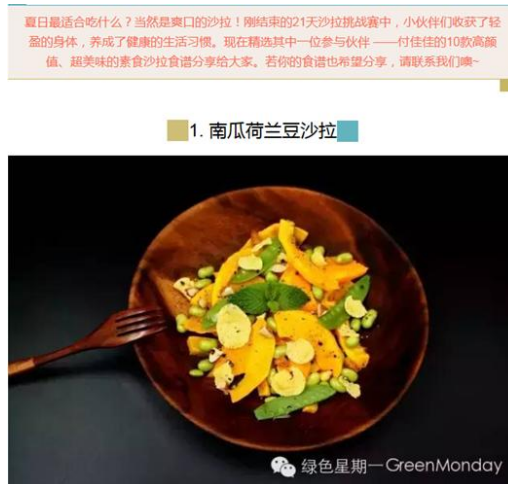 夏日最适合吃什么？当然是爽口的沙拉！刚结束的21天沙拉挑战赛中，小伙伴们收获了轻
盈的身体，养成了健康的生活习惯。现在精选其中一位参与伙伴 ——付佳佳的10款高颜
值、超美味的素食沙拉食谱分享给大家。若你的食谱也希望分享，请联系我们噢~
1. 南瓜荷兰豆沙拉
绿色星期一GreenMonday